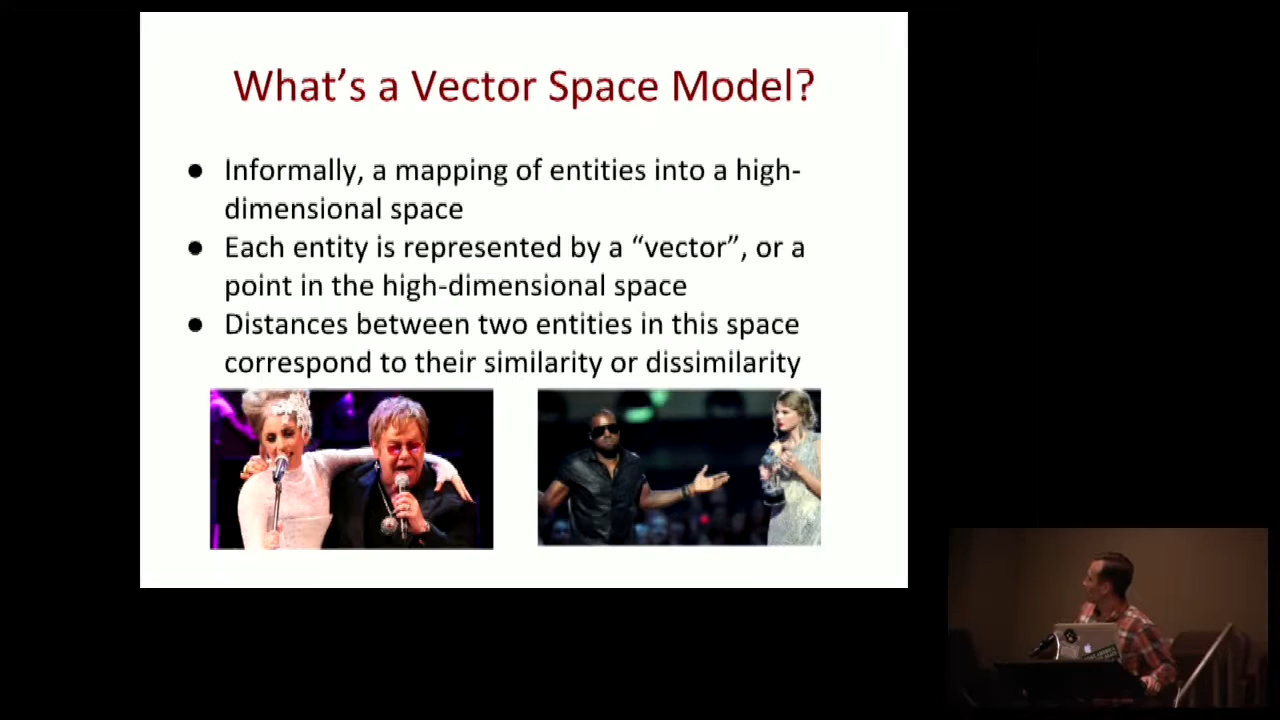 What’s a Vector Space Model?
● Informally, a mapping of entities into a high-
dimensional space
● Each entity is represented by a “vector”, or a
point in the high-dimensional space
● Distances between two entities in this space
correspond to their similarity or dissimilarity